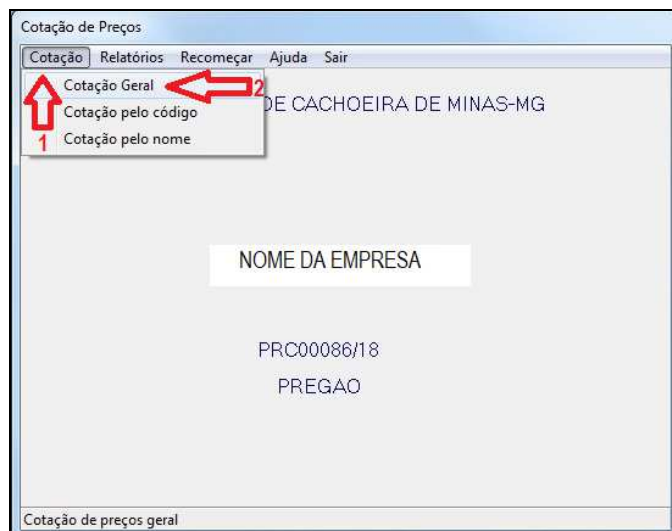 Cotação de Preços
Cotação Relatórios Recomeçar Ajuda Sair
Cotação Geral 2
DE CACHOEIRA DE MINAS-MG
Cotação pelo código
1 Cotação pelo nome
NOME DA EMPRESA
PRC00086/18
PREGAO
Cotação de preços geral